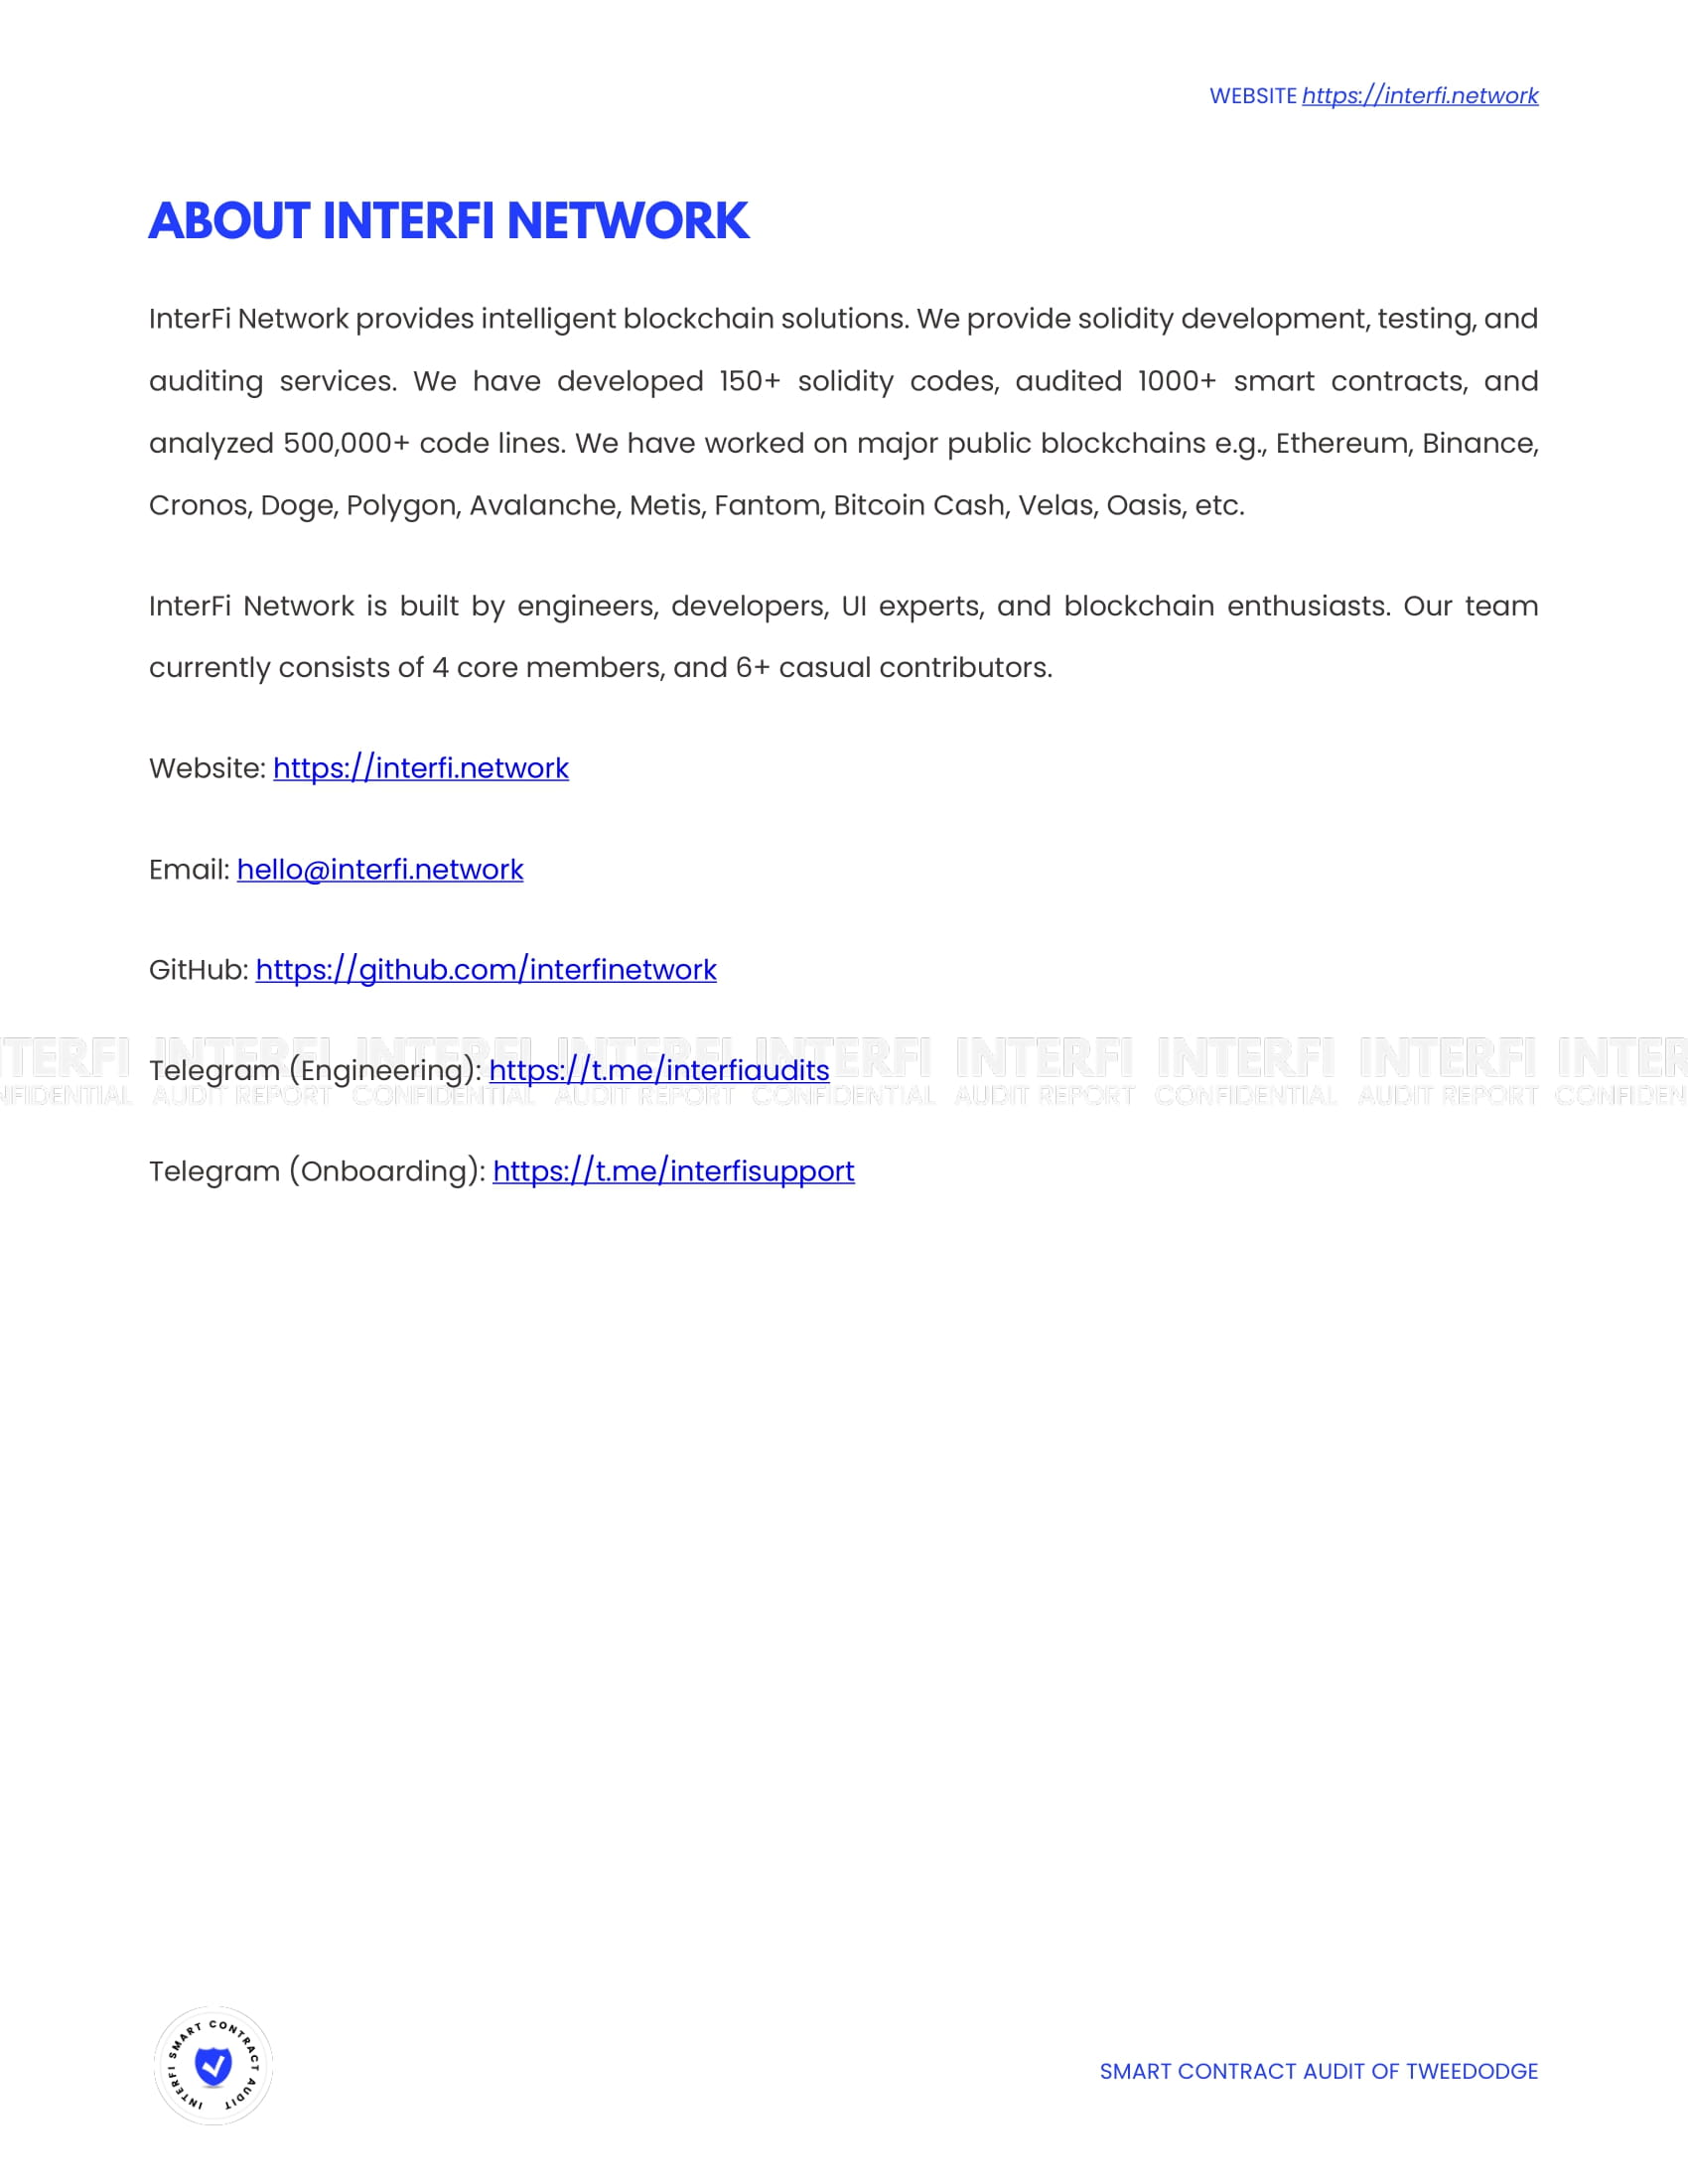 WEBSITE https://interfi.network
ABOUT INTERFI NETWORK
InterFi Network provides intelligent blockchain solutions. We provide solidity development, testing, and
auditing services. We have developed 150+ solidity codes, audited 1000+ smart contracts, and
analyzed 500,000+ code lines. We have worked on major public blockchains e.g., Ethereum, Binance,
Cronos, Doge, Polygon, Avalanche, Metis, Fantom, Bitcoin Cash, Velas, Oasis, etc.
InterFi Network is built by engineers, developers, UI experts, and blockchain enthusiasts. Our team
currently consists of 4 core members, and 6+ casual contributors.
Website: https://interfi.network
Email: hello@interfi.network
GitHub: https://github.com/interfinetwork
TERFI INTERFI INTERFI INTERFI INTERFI INTERFI INTERFI INTERFI INTER
Telegram (Engineering): https://t.me/interfiaudits
NFIDENTIAL AUDIT REPORT CONFIDENTIAL AUDIT REPORT CONFIDENTIAL AUDIT REPORT CONFIDENTIAL AUDIT REPORT CONFIDEN
Telegram (Onboarding): https://t.me/interfisupport
INTERFI SMART CONTRACT AUDIT
SMART CONTRACT AUDIT OF TWEEDODGE